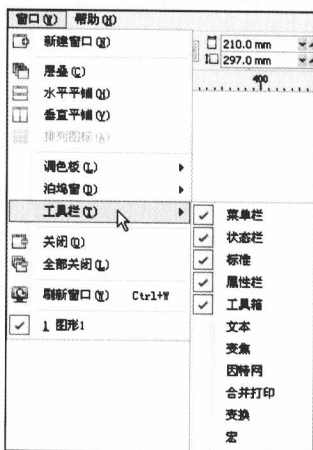 窗口(W) 帮助(H)
新建窗口(N)
210.0 mm
297.0 mm
400
层叠(C)
水平平铺(H)
垂直平铺(V)
排列图标(A)
调色板(L)
泊坞窗(D)
工具栏(T)
关闭(O)
全部关闭(L)
刷新窗口(W) Ctrl+W
1 图形1
菜单栏
状态栏
标准
属性栏
工具箱
文本
变焦
因特网
合并打印
变换
宏